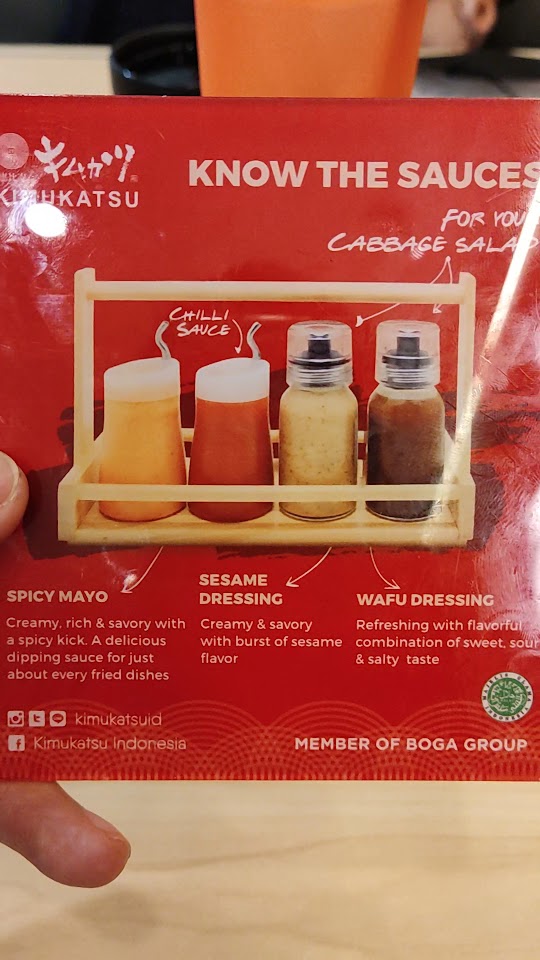 キムカツ
KIMUKATSU
KNOW THE SAUCES
FOR YOU
CABBAGE SALAD
CHILLI
SAUCE
SPICY MAYO
Creamy, rich & savory with
a spicy kick. A delicious
dipping sauce for just
about every fried dishes
SESAME
DRESSING
Creamy & savory
with burst of sesame
flavor
WAFU DRESSING
Refreshing with flavorful
combination of sweet, sour
& salty taste
kimukatsuid
Kimukatsu Indonesia
MEMBER OF BOGA GROUP